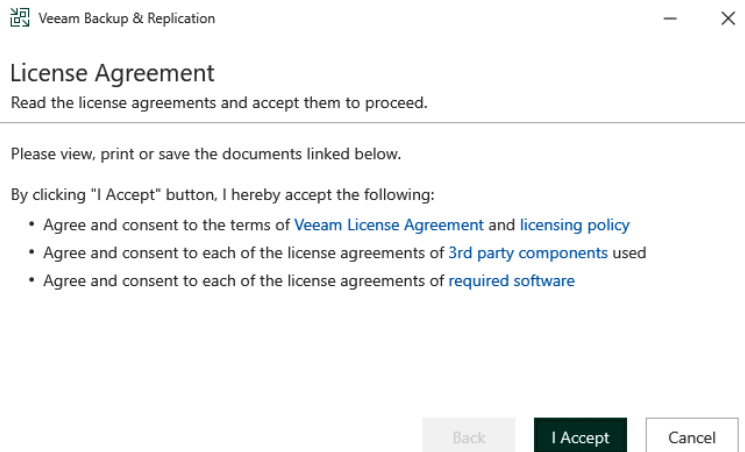 Veeam Backup & Replication
License Agreement
Read the license agreements and accept them to proceed.
Please view, print or save the documents linked below.
By clicking "I Accept" button, I hereby accept the following:
• Agree and consent to the terms of Veeam License Agreement and licensing policy
• Agree and consent to each of the license agreements of 3rd party components used
• Agree and consent to each of the license agreements of required software
Back I Accept Cancel